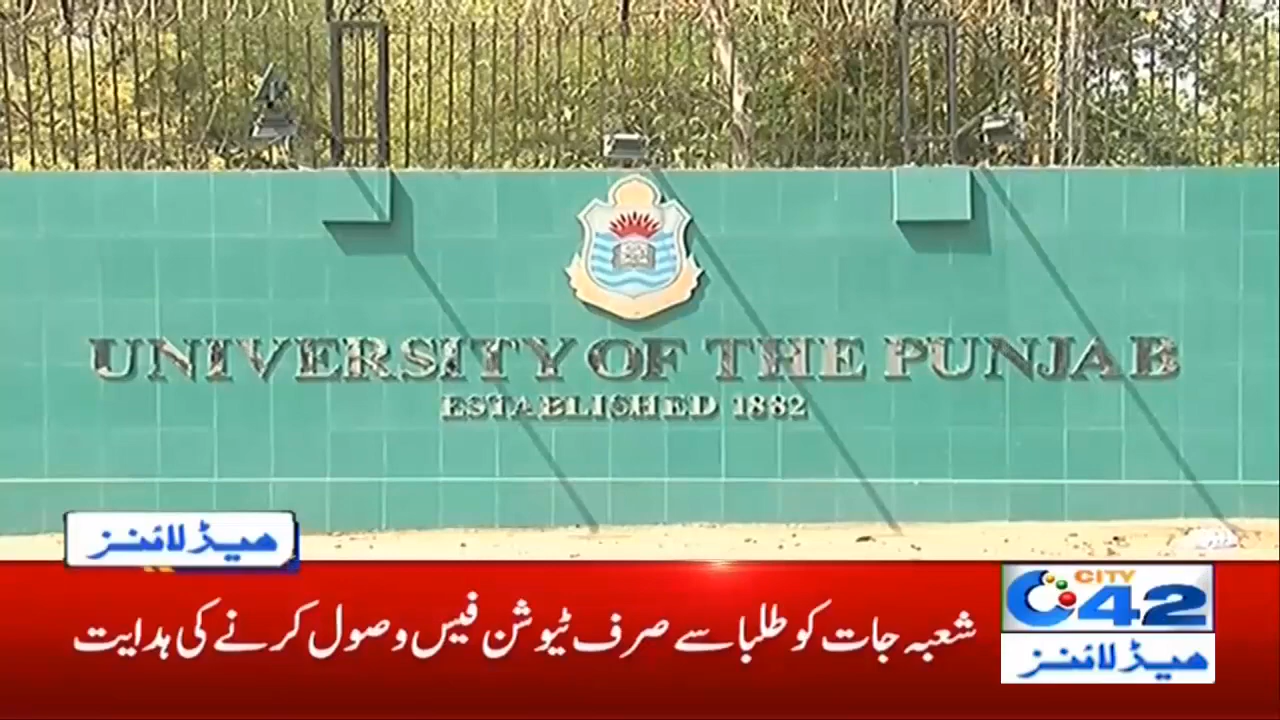 UNIVERSITY OF THE PUNJAB
ESTABLISHED 1882
ہیڈلائنز
شعبہ جات کو طلبا سے صرف ٹیوشن فیس وصول کرنے کی ہدایت
CITY
42
ہیڈلائنز